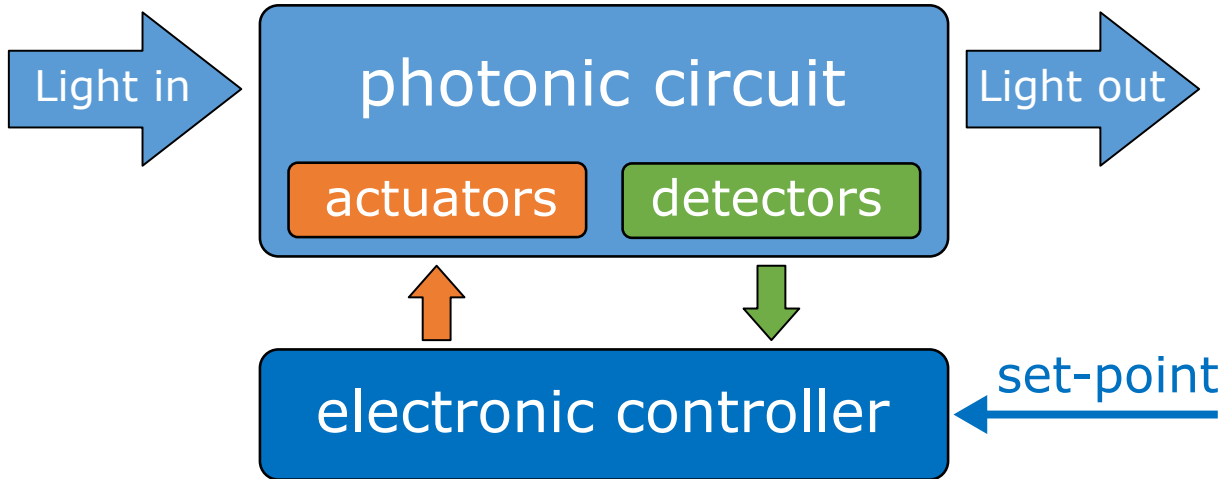 Light in
photonic circuit
Light out
actuators
detectors
set-point
electronic controller